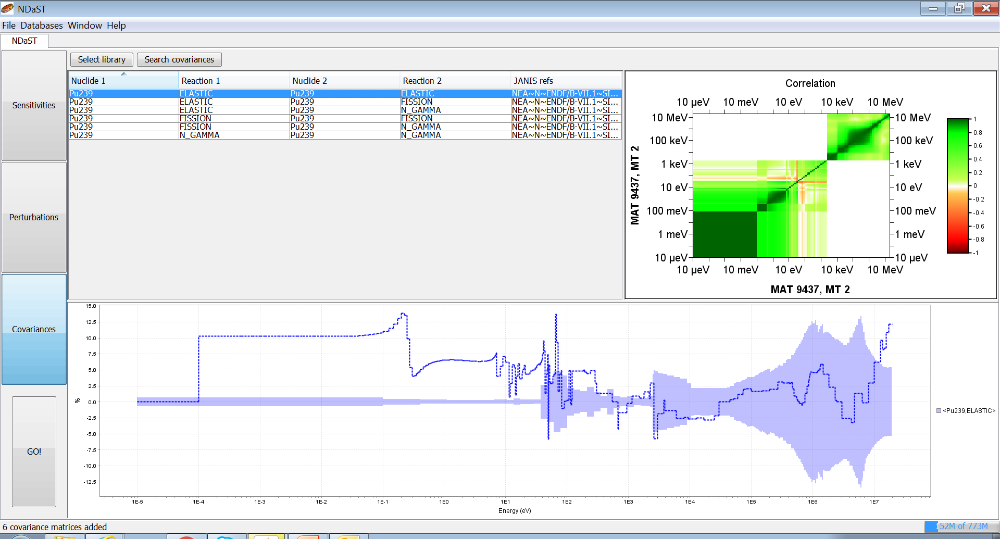 NDaST
File Databases Window Help
NDaST
Select library Search covariances
Sensitivities
Perturbations
Covariances
GO!
Nuclide 1 Reaction 1 Nuclide 2 Reaction 2 JANIS refs
Pu239 ELASTIC Pu239 ELASTIC NEA~N~ENDF/B-VII.1~SI...
Pu239 ELASTIC Pu239 FISSION NEA~N~ENDF/B-VII.1~SI...
Pu239 ELASTIC Pu239 N_GAMMA NEA~N~ENDF/B-VII.1~SI...
Pu239 FISSION Pu239 FISSION NEA~N~ENDF/B-VII.1~SI...
Pu239 FISSION Pu239 N_GAMMA NEA~N~ENDF/B-VII.1~SI...
Pu239 N_GAMMA Pu239 N_GAMMA NEA~N~ENDF/B-VII.1~SI...
Correlation
10 µeV 10 meV 10 eV 10 keV 10 MeV
10 MeV 10 MeV
100 keV 100 keV
1 keV 1 keV
10 eV 10 eV
100 meV 100 meV
1 meV 1 meV
10 µeV 10 µeV
10 µeV 10 meV 10 eV 10 keV 10 MeV
MAT 9437, MT 2
MAT 9437, MT 2
1
0.8
0.6
0.4
0.2
0
-0.2
-0.4
-0.6
-0.8
-1
15.0
12.5
10.0
7.5
5.0
2.5
0.0
-2.5
-5.0
-7.5
-10.0
-12.5
%
1E-5 1E-4 1E-3 1E-2 1E-1 1E0 1E1 1E2 1E3 1E4 1E5 1E6 1E7
Energy (eV)
<Pu239,ELASTIC>
6 covariance matrices added
152M of 773M